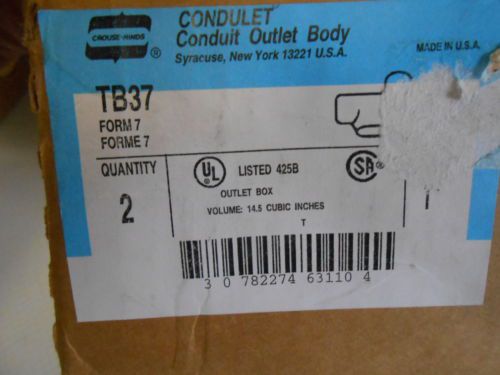 CROUSE-HINDS
®
CONDULET
Conduit Outlet Body
Syracuse, New York 13221 U.S.A.
MADE IN U.S.A.
TB37
FORM 7
FORME 7
QUANTITY
2
UL
LISTED 425B
SA
®
OUTLET BOX
VOLUME: 14.5 CUBIC INCHES
T
3 0 782274 63110 4